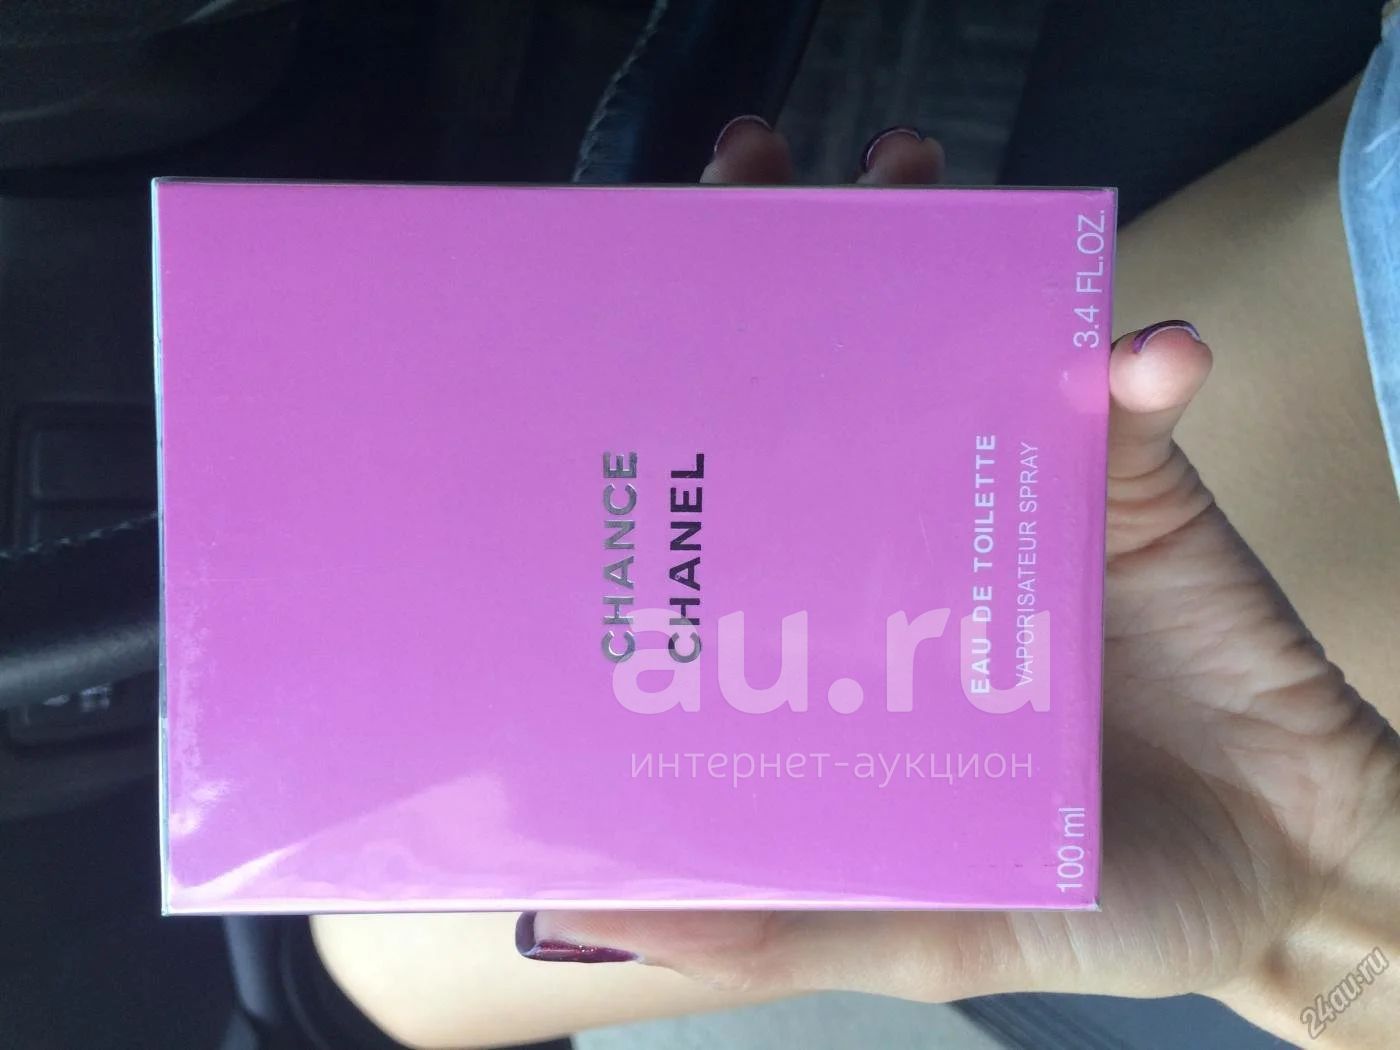 CHANCE
CHANEL
EAU DE TOILETTE
VAPORISATEUR SPRAY
100 ml
3.4 FL.OZ.
au.ru
интернет-аукцион
24au.ru